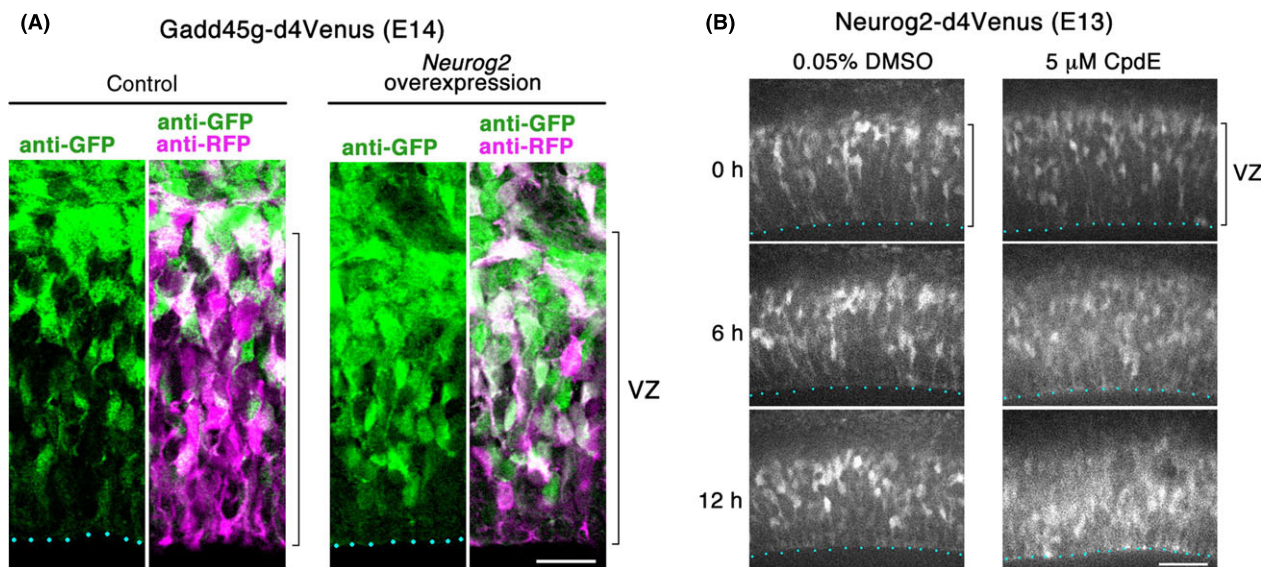 (A)
Gadd45g-d4Venus (E14)
Control
Neurog2
overexpression
anti-GFP
anti-GFP
anti-RFP
anti-GFP
anti-GFP
anti-RFP
VZ
(B)
Neurog2-d4Venus (E13)
0.05% DMSO
5 μM CpdE
0 h
VZ
6 h
12 h